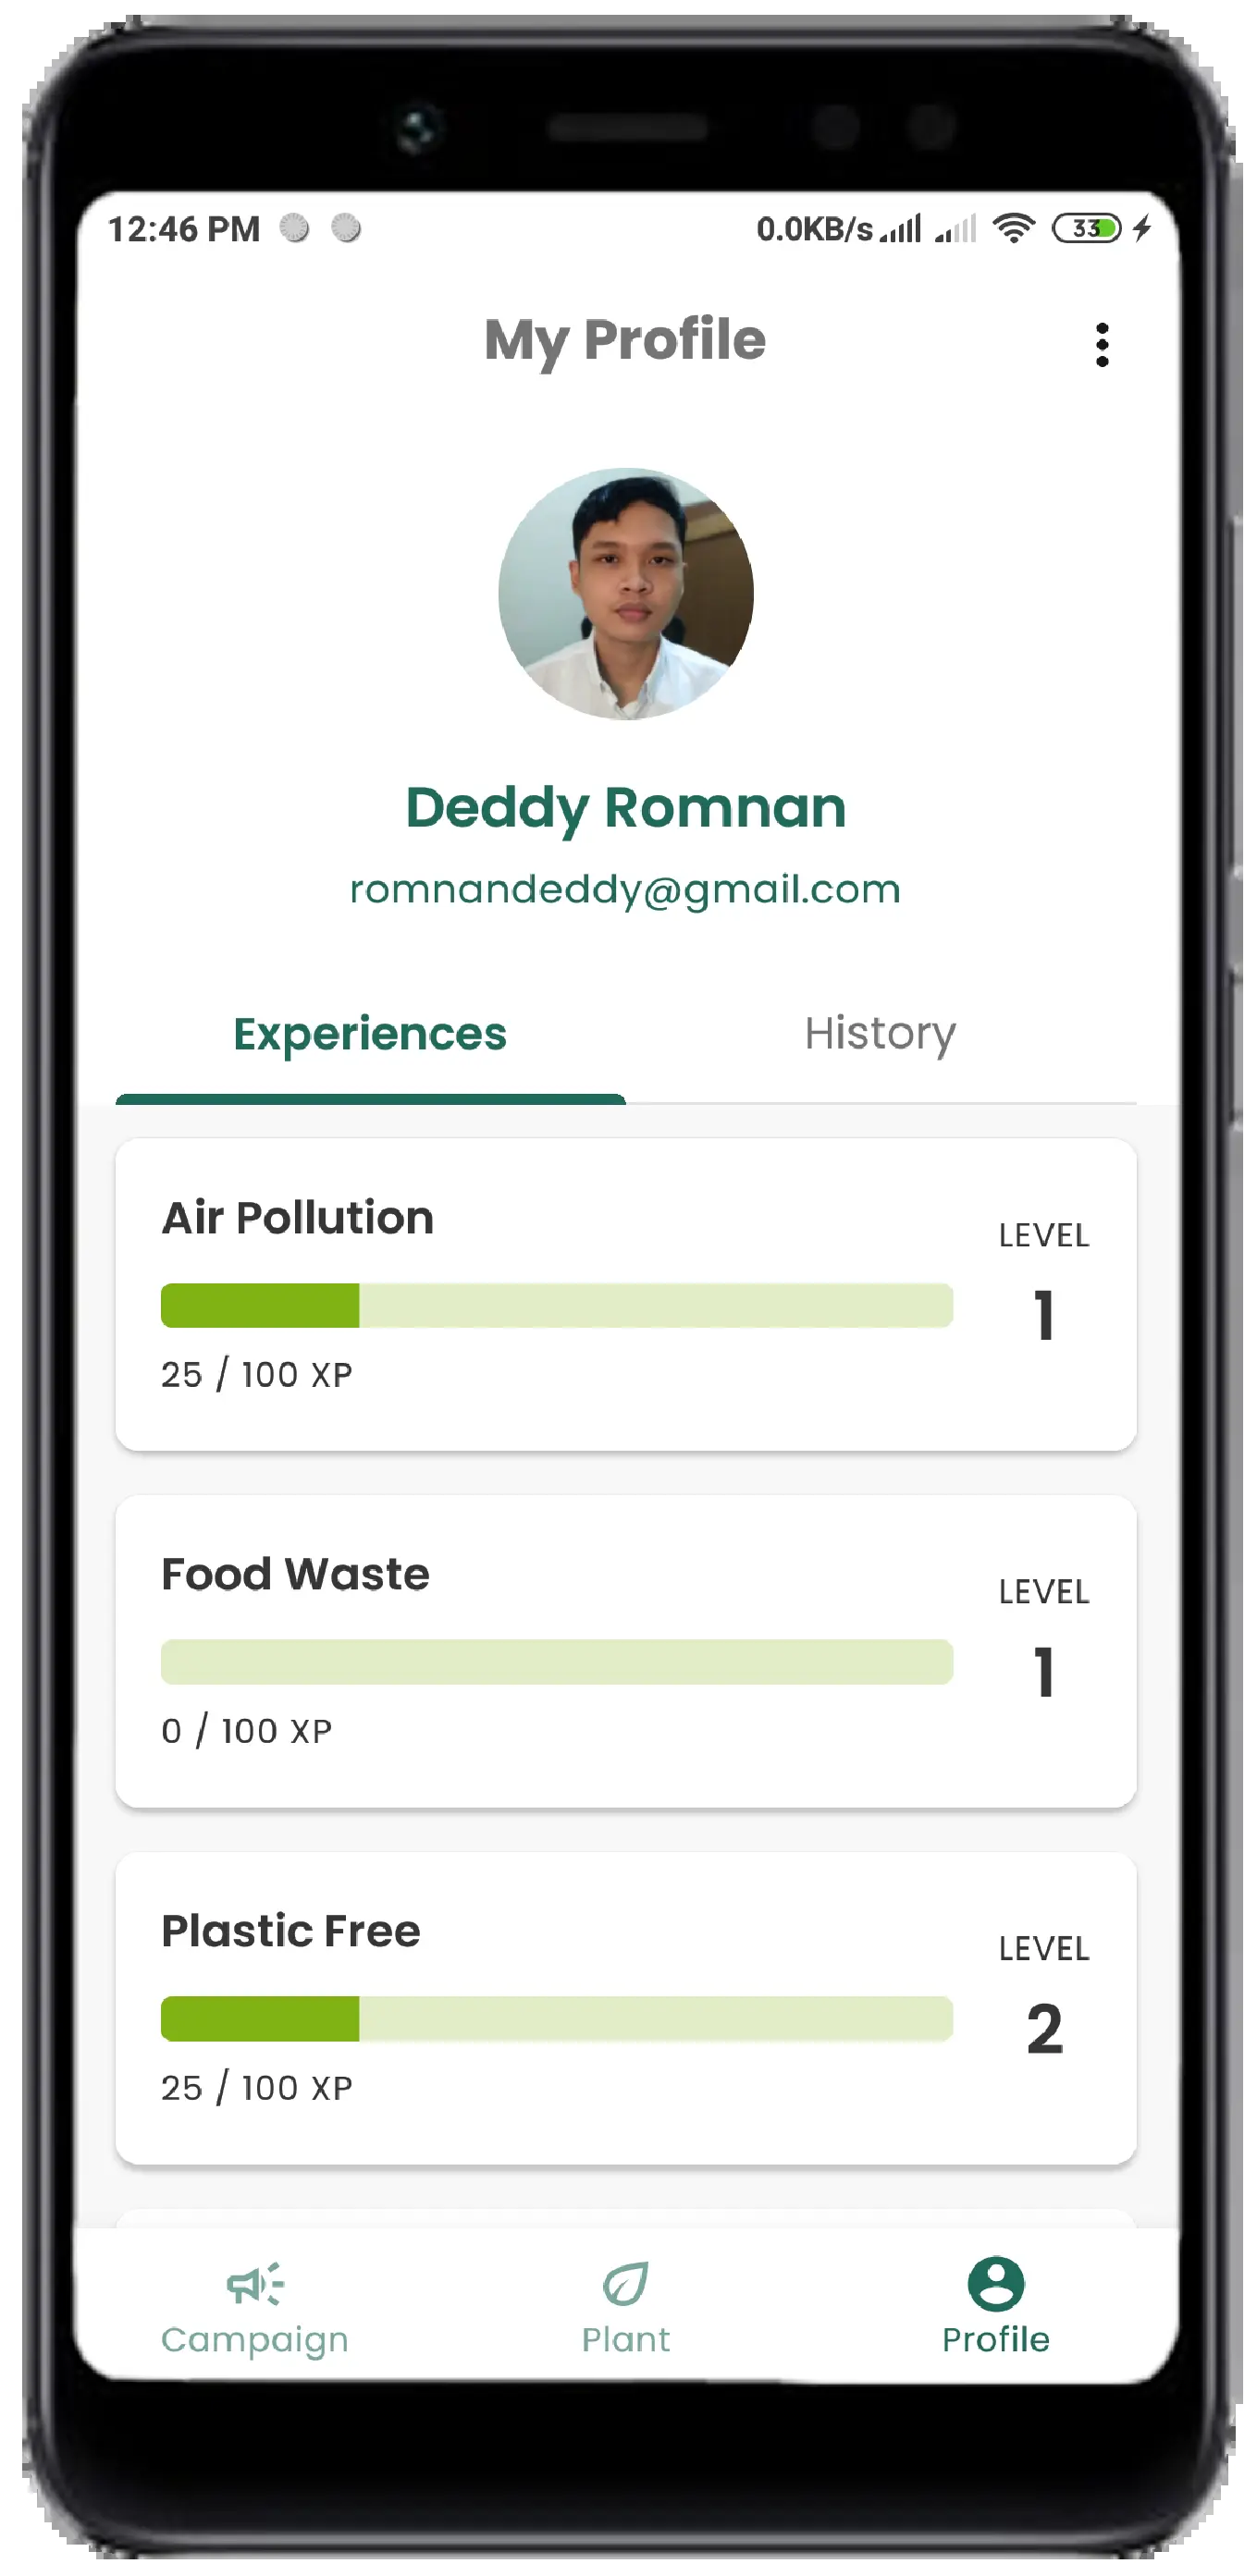 12:46 PM 0.0KB/s 33
My Profile
Deddy Romnan
romnandeddy@gmail.com
Experiences History
Air Pollution
LEVEL
1
25 / 100 XP
Food Waste
LEVEL
1
0 / 100 XP
Plastic Free
LEVEL
2
25 / 100 XP
Campaign Plant Profile